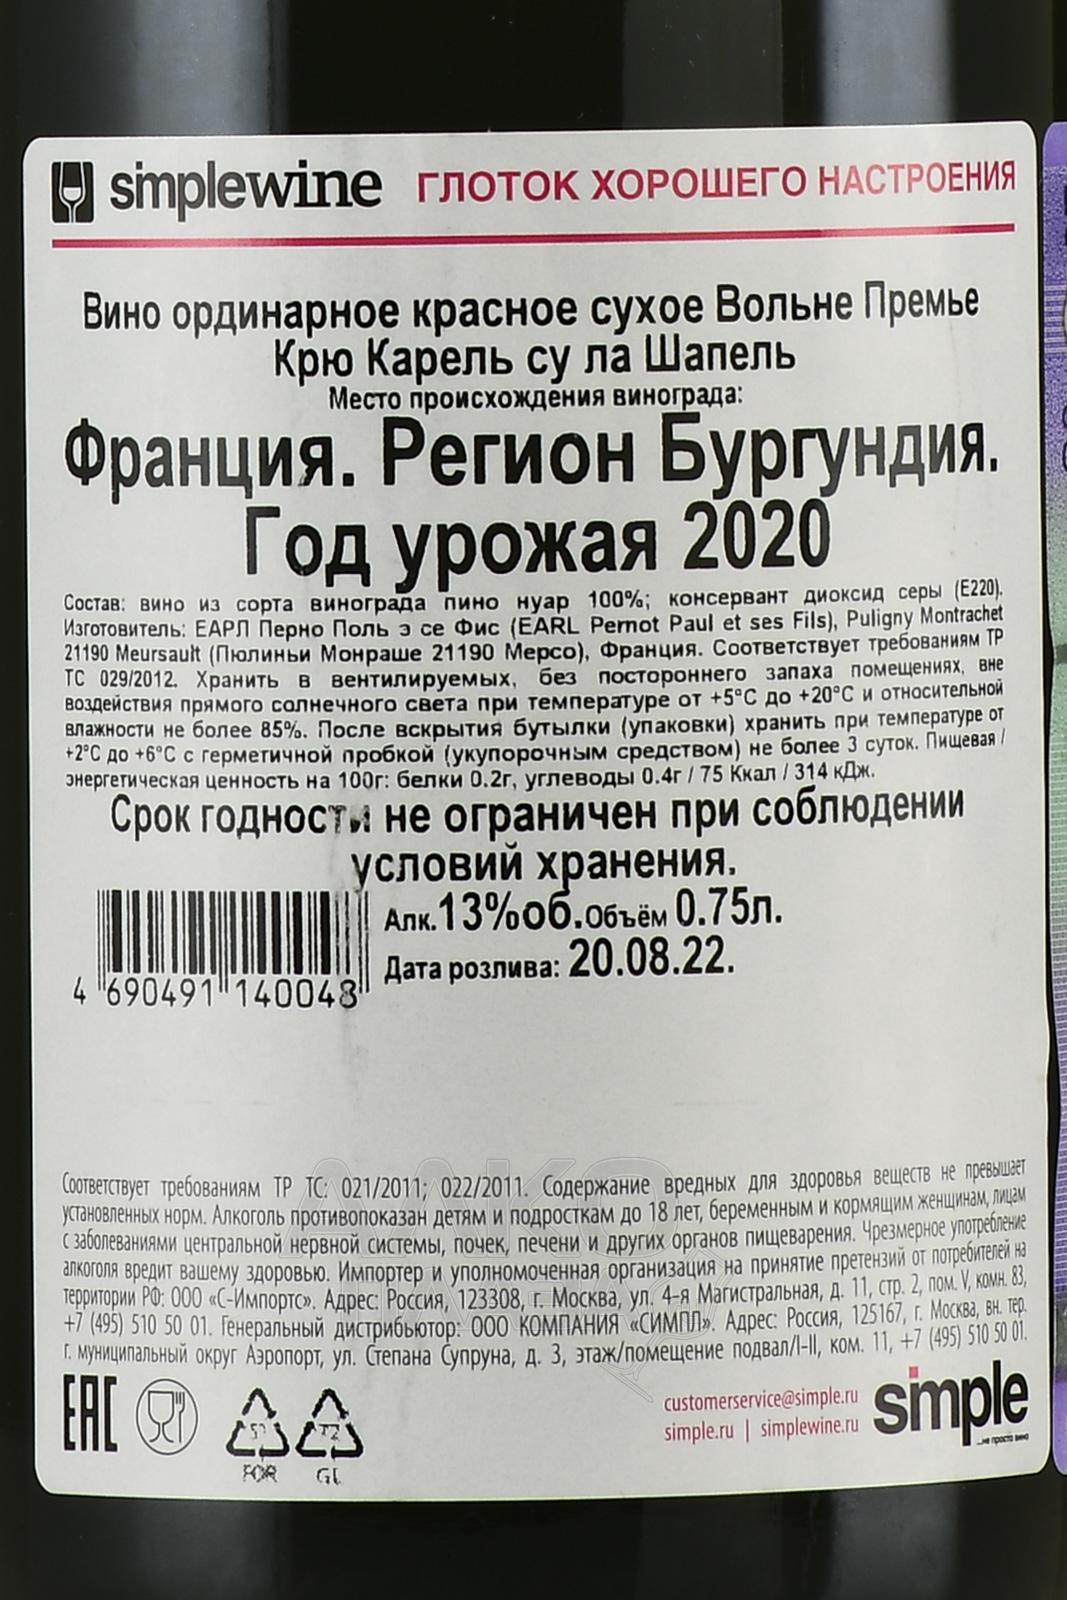 simplewine ГЛОТОК ХОРОШЕГО НАСТРОЕНИЯ
Вино ординарное красное сухое Вольне Премье
Крю Карель су ла Шапель
Место происхождения винограда:
Франция. Регион Бургундия.
Год урожая 2020
Состав: вино из сорта винограда пино нуар 100%; консервант диоксид серы (E220).
Изготовитель: ЕАРЛ Перно Поль э се Фис (EARL Pernot Paul et ses Fils), Puligny Montrachet
21190 Meursault (Пюлиньи Монраше 21190 Мерсо), Франция. Соответствует требованиям ТР
ТС 029/2012. Хранить в вентилируемых, без постороннего запаха помещениях, вне
воздействия прямого солнечного света при температуре от +5°С до +20°С и относительной
влажности не более 85%. После вскрытия бутылки (упаковки) хранить при температуре от
+2°С до +6°С с герметичной пробкой (укупорочным средством) не более 3 суток. Пищевая /
энергетическая ценность на 100г: белки 0.2г, углеводы 0.4г / 75 Ккал / 314 кДж.
Срок годности не ограничен при соблюдении
условий хранения.
Алк.13%об.Объём 0.75л.
Дата розлива: 20.08.22.
4 690491 140048
Соответствует требованиям ТР ТС: 021/2011; 022/2011. Содержание вредных для здоровья веществ не превышает
установленных норм. Алкоголь противопоказан детям и подросткам до 18 лет, беременным и кормящим женщинам, лицам
с заболеваниями центральной нервной системы, почек, печени и других органов пищеварения. Чрезмерное употребление
алкоголя вредит вашему здоровью. Импортер и уполномоченная организация на принятие претензий от потребителей на
территории РФ: ООО «С-Импортс». Адрес: Россия, 123308, г. Москва, ул. 4-я Магистральная, д. 11, стр. 2, пом. V, комн. 83,
+7 (495) 510 50 01. Генеральный дистрибьютор: ООО КОМПАНИЯ «СИМПЛ». Адрес: Россия, 125167, г. Москва, вн. тер.
г. муниципальный округ Аэропорт, ул. Степана Супруна, д. 3, этаж/помещение подвал/I-II, ком. 11, +7 (495) 510 50 01.
EAC
FOR GL
customerservice@simple.ru
simple.ru | simplewine.ru
simple
...не просто вино